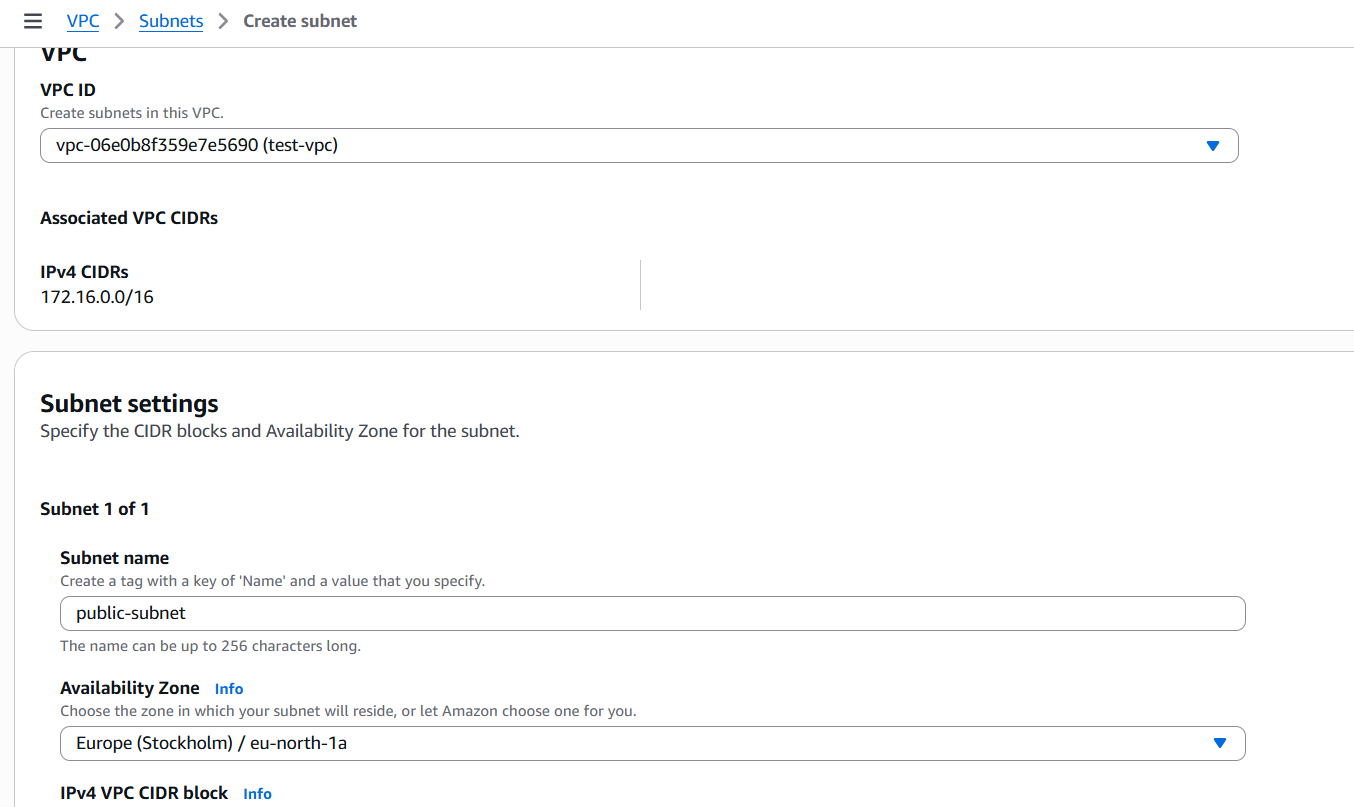 VPC > Subnets > Create subnet
VPC
VPC ID
Create subnets in this VPC.
vpc-06e0b8f359e7e5690 (test-vpc)
Associated VPC CIDRs
IPv4 CIDRs
172.16.0.0/16
Subnet settings
Specify the CIDR blocks and Availability Zone for the subnet.
Subnet 1 of 1
Subnet name
Create a tag with a key of 'Name' and a value that you specify.
public-subnet
The name can be up to 256 characters long.
Availability Zone Info
Choose the zone in which your subnet will reside, or let Amazon choose one for you.
Europe (Stockholm) / eu-north-1a
IPv4 VPC CIDR block Info